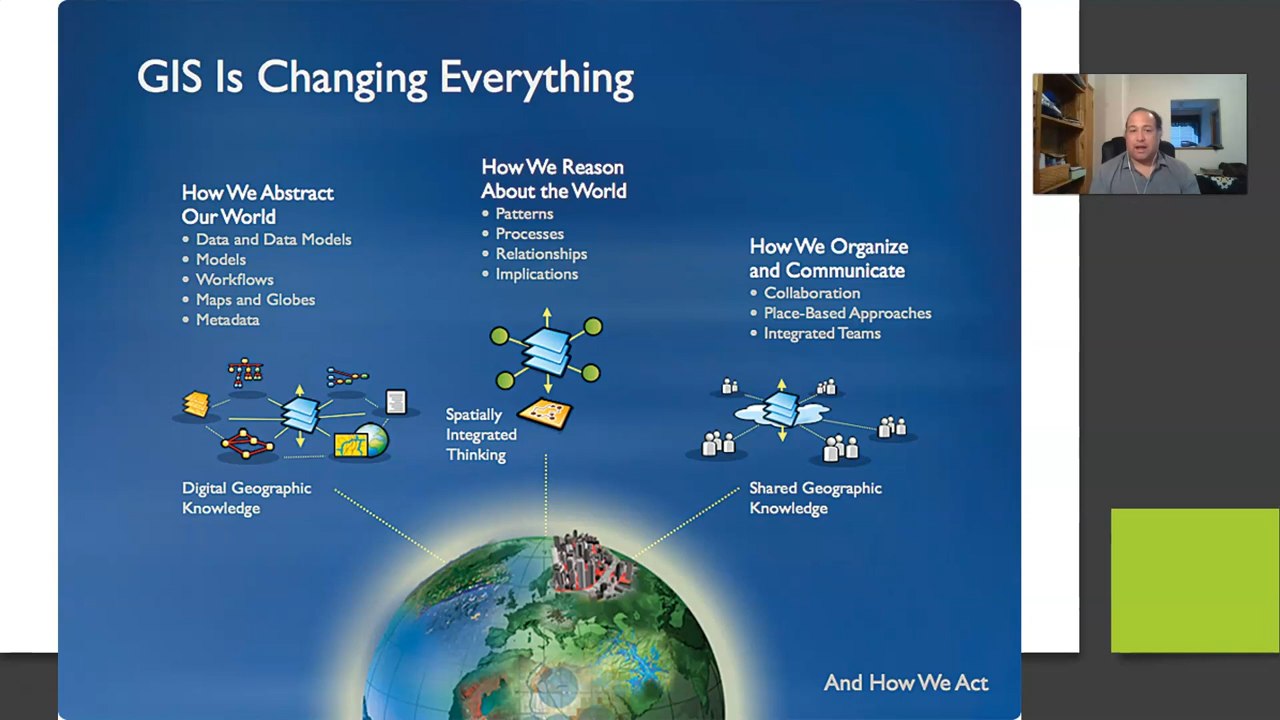 GIS Is Changing Everything
How We Abstract
Our World
• Data and Data Models
• Models
• Workflows
• Maps and Globes
• Metadata
Digital Geographic
Knowledge
How We Reason
About the World
• Patterns
• Processes
• Relationships
• Implications
Spatially
Integrated
Thinking
How We Organize
and Communicate
• Collaboration
• Place-Based Approaches
• Integrated Teams
Shared Geographic
Knowledge
And How We Act